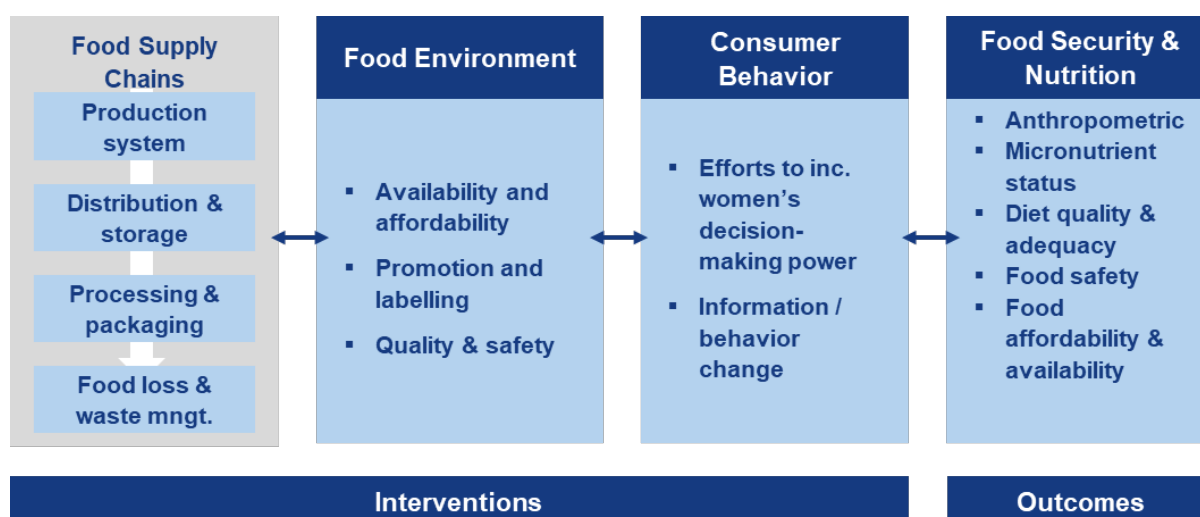 Food Supply
Chains
Production
system
Distribution &
storage
Processing &
packaging
Food loss &
waste mngt.
Food Environment
▪ Availability and
affordability
▪ Promotion and
labelling
▪ Quality & safety
Consumer
Behavior
▪ Efforts to inc.
women's
decision-
making power
▪ Information /
behavior
change
Food Security &
Nutrition
▪ Anthropometric
▪ Micronutrient
status
▪ Diet quality &
adequacy
▪ Food safety
▪ Food
affordability &
availability
Interventions
Outcomes